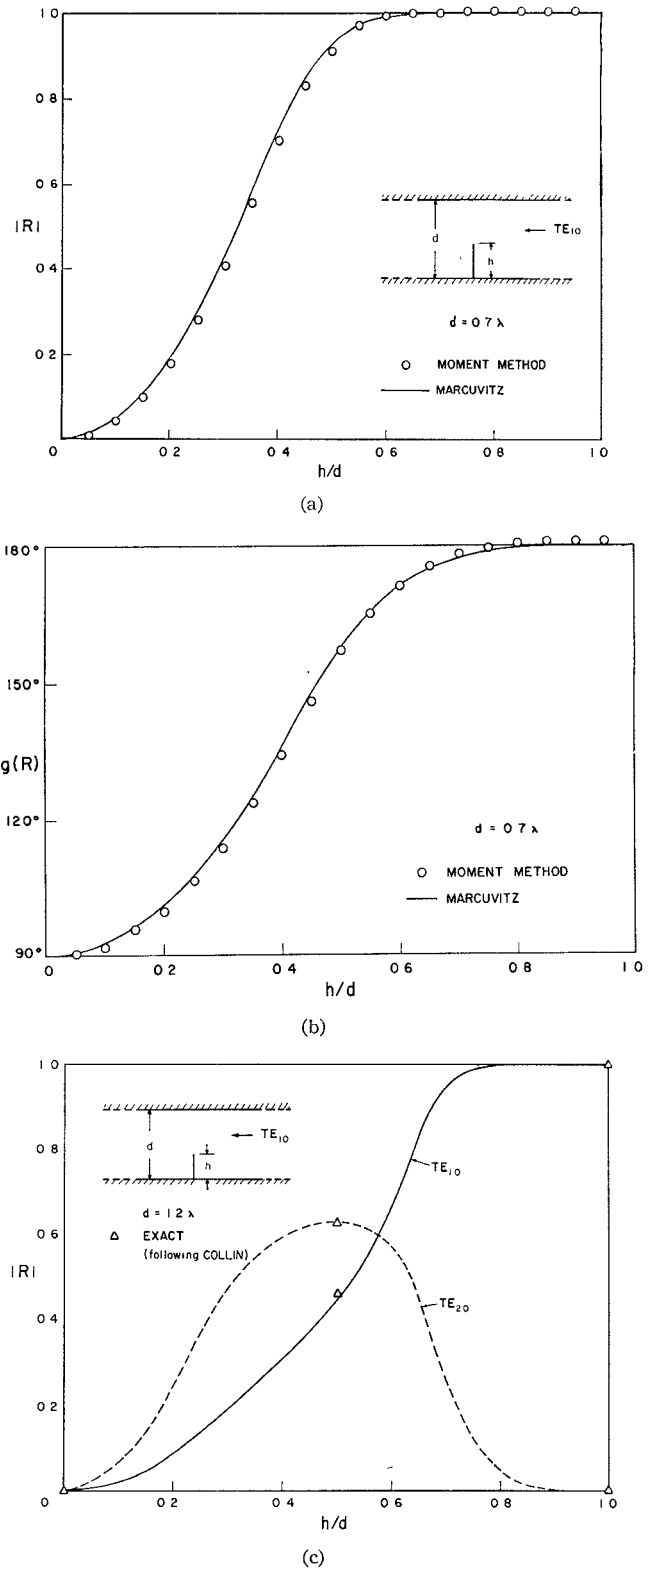 1 0
0 8
0 6
|R|
0 4
0 2
0
0 2
0 4
0 6
0 8
1 0
h/d
d
h
TE10
d = 0 7 λ
MOMENT METHOD
MARCUVITZ
(a)
180°
150°
g(R)
120°
90°
0
0 2
0 4
0 6
0 8
1 0
h/d
d = 0 7 λ
MOMENT METHOD
MARCUVITZ
(b)
1 0
0 8
0 6
|R|
0 4
0 2
0
0 2
0 4
0 6
0 8
1 0
h/d
d
h
TE10
d = 1 2 λ
EXACT
(following COLLIN)
TE10
TE20
(c)